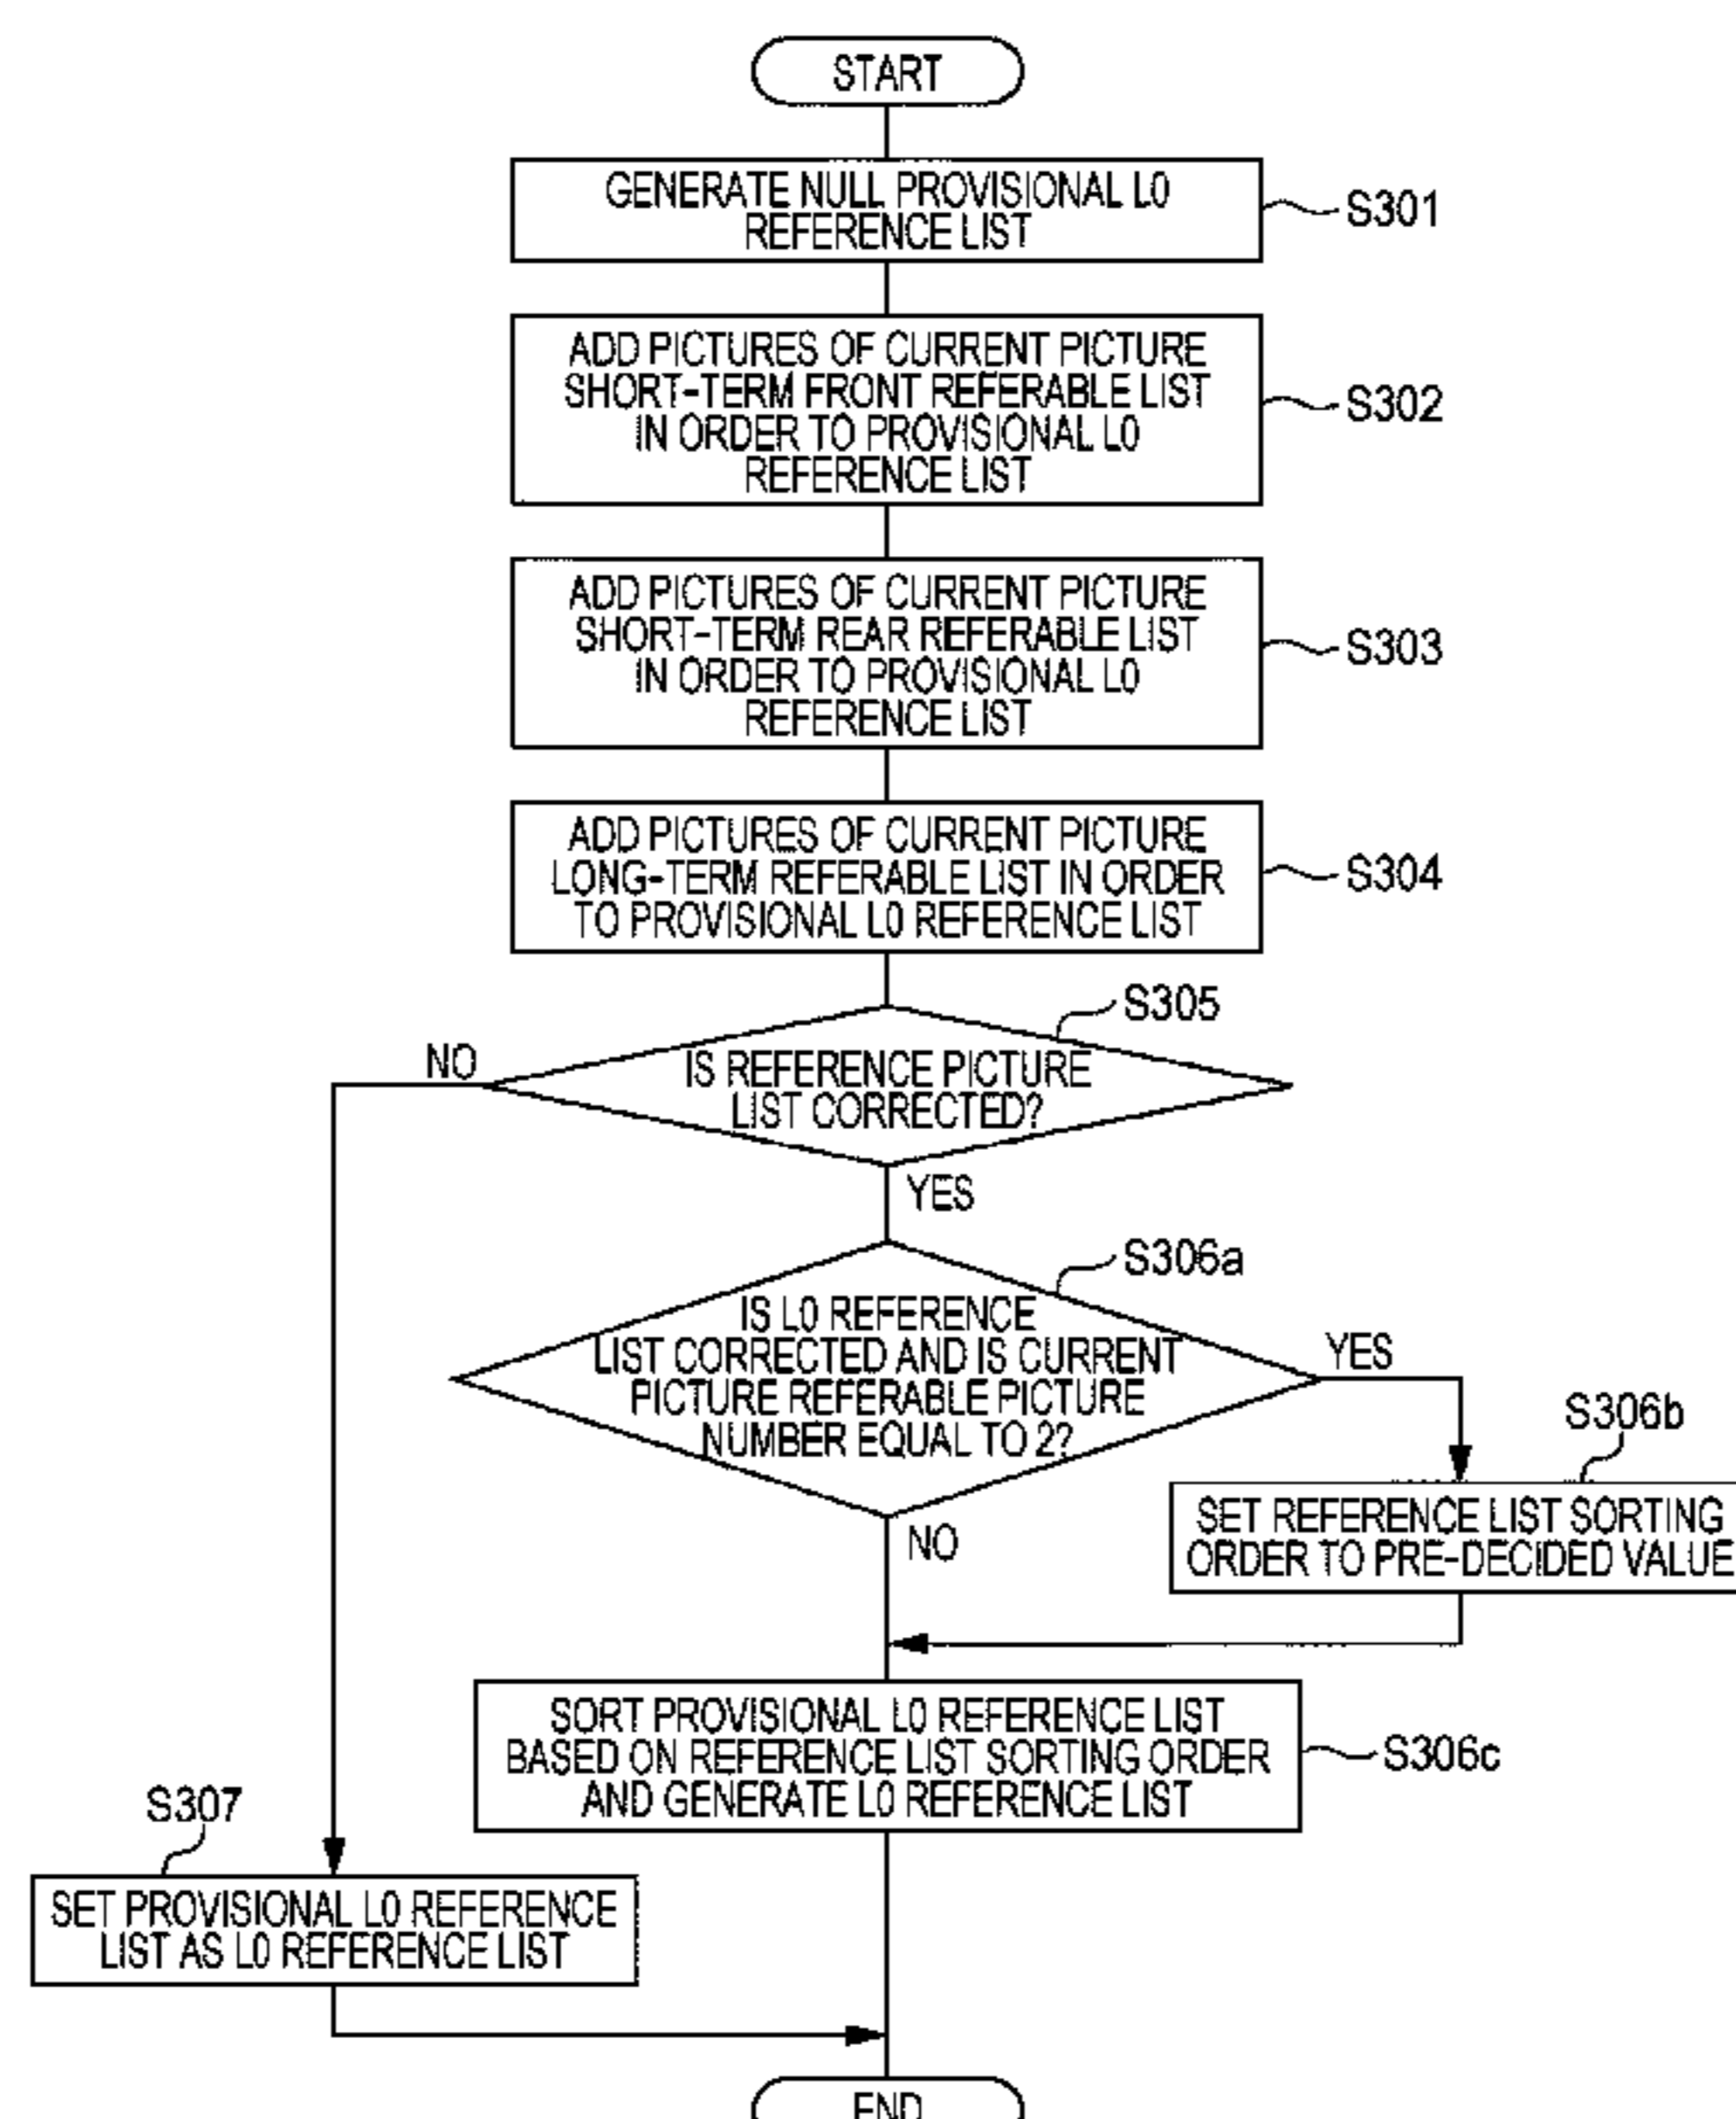 START
GENERATE NULL PROVISIONAL L0
REFERENCE LIST
S301
ADD PICTURES OF CURRENT PICTURE
SHORT-TERM FRONT REFERABLE LIST
IN ORDER TO PROVISIONAL L0
REFERENCE LIST
S302
ADD PICTURES OF CURRENT PICTURE
SHORT-TERM REAR REFERABLE LIST
IN ORDER TO PROVISIONAL L0
REFERENCE LIST
S303
ADD PICTURES OF CURRENT PICTURE
LONG-TERM REFERABLE LIST IN ORDER
TO PROVISIONAL L0 REFERENCE LIST
S304
S305
NO
IS REFERENCE PICTURE
LIST CORRECTED?
YES
S306a
IS L0 REFERENCE
LIST CORRECTED AND IS CURRENT
PICTURE REFERABLE PICTURE
NUMBER EQUAL TO 2?
YES
S306b
SET REFERENCE LIST SORTING
ORDER TO PRE-DECIDED VALUE
NO
SORT PROVISIONAL L0 REFERENCE LIST
BASED ON REFERENCE LIST SORTING ORDER
AND GENERATE L0 REFERENCE LIST
S306c
S307
SET PROVISIONAL L0 REFERENCE
LIST AS L0 REFERENCE LIST
END